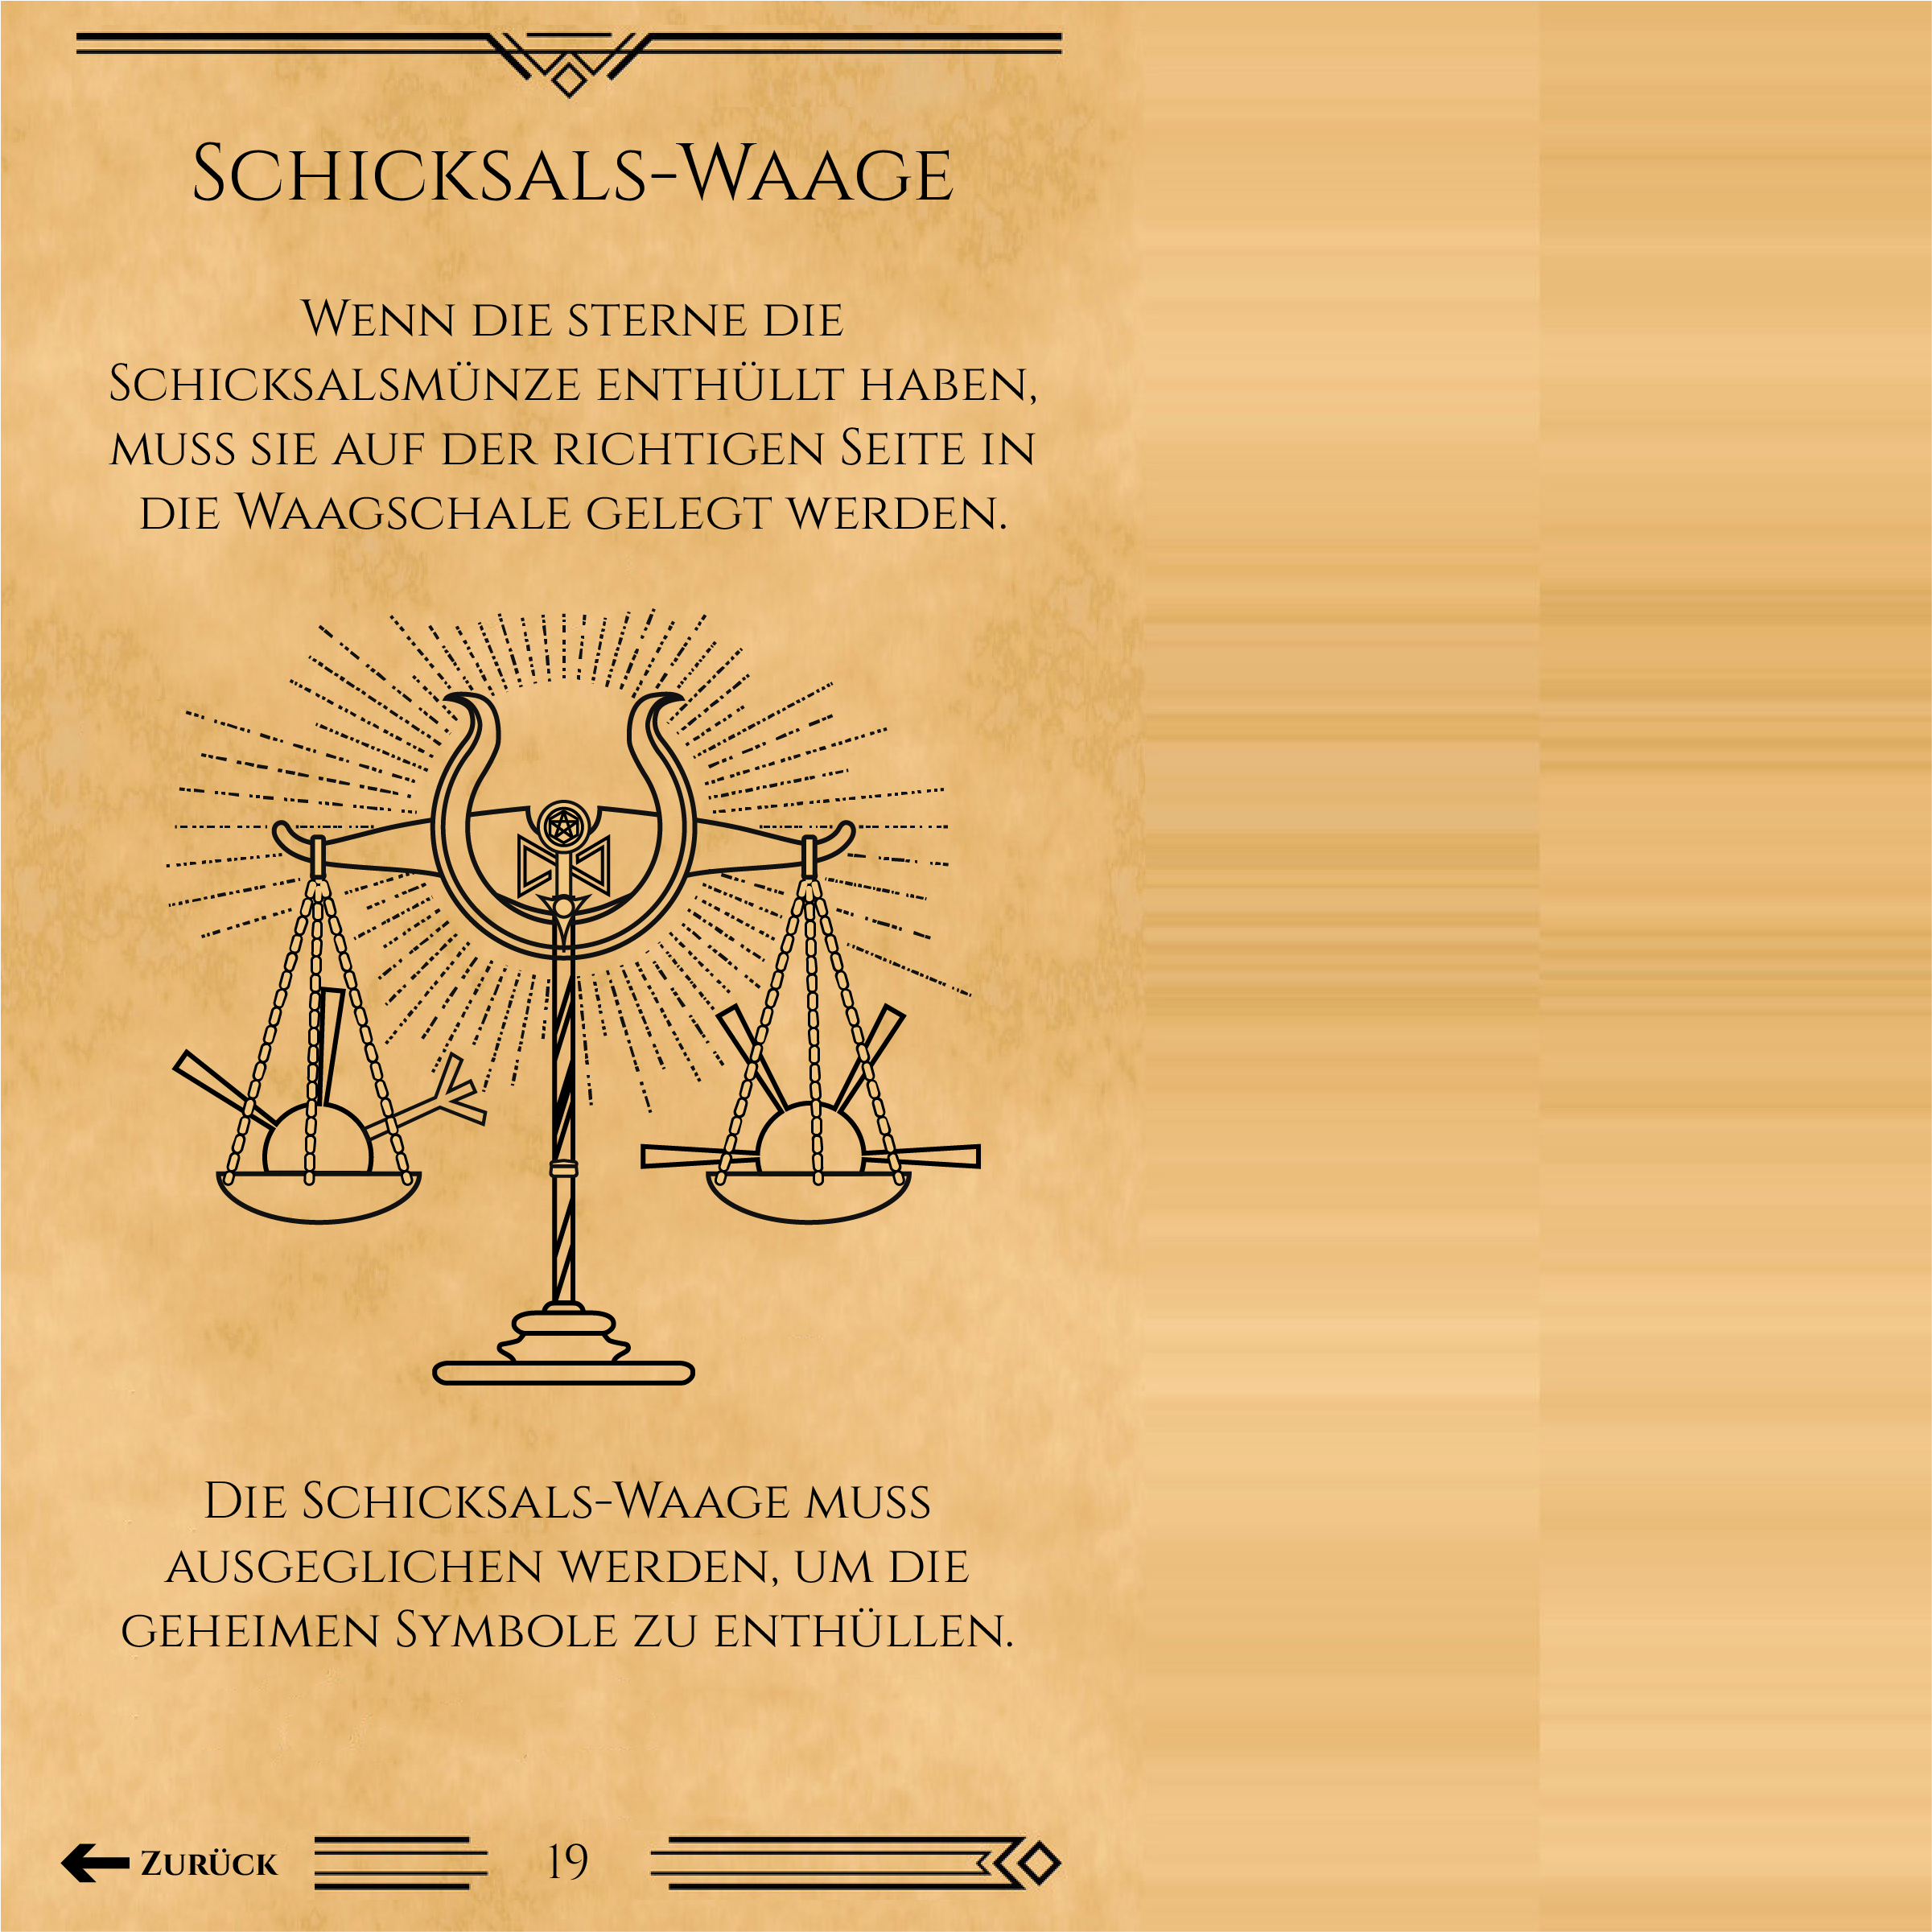 Schicksals-Waage
Wenn die sterne die
Schicksalsmünze enthüllt haben,
muss sie auf der richtigen Seite in
die Waagschale gelegt werden.
Die Schicksals-Waage muss
ausgeglichen werden, um die
geheimen Symbole zu enthüllen.
Zurück 19